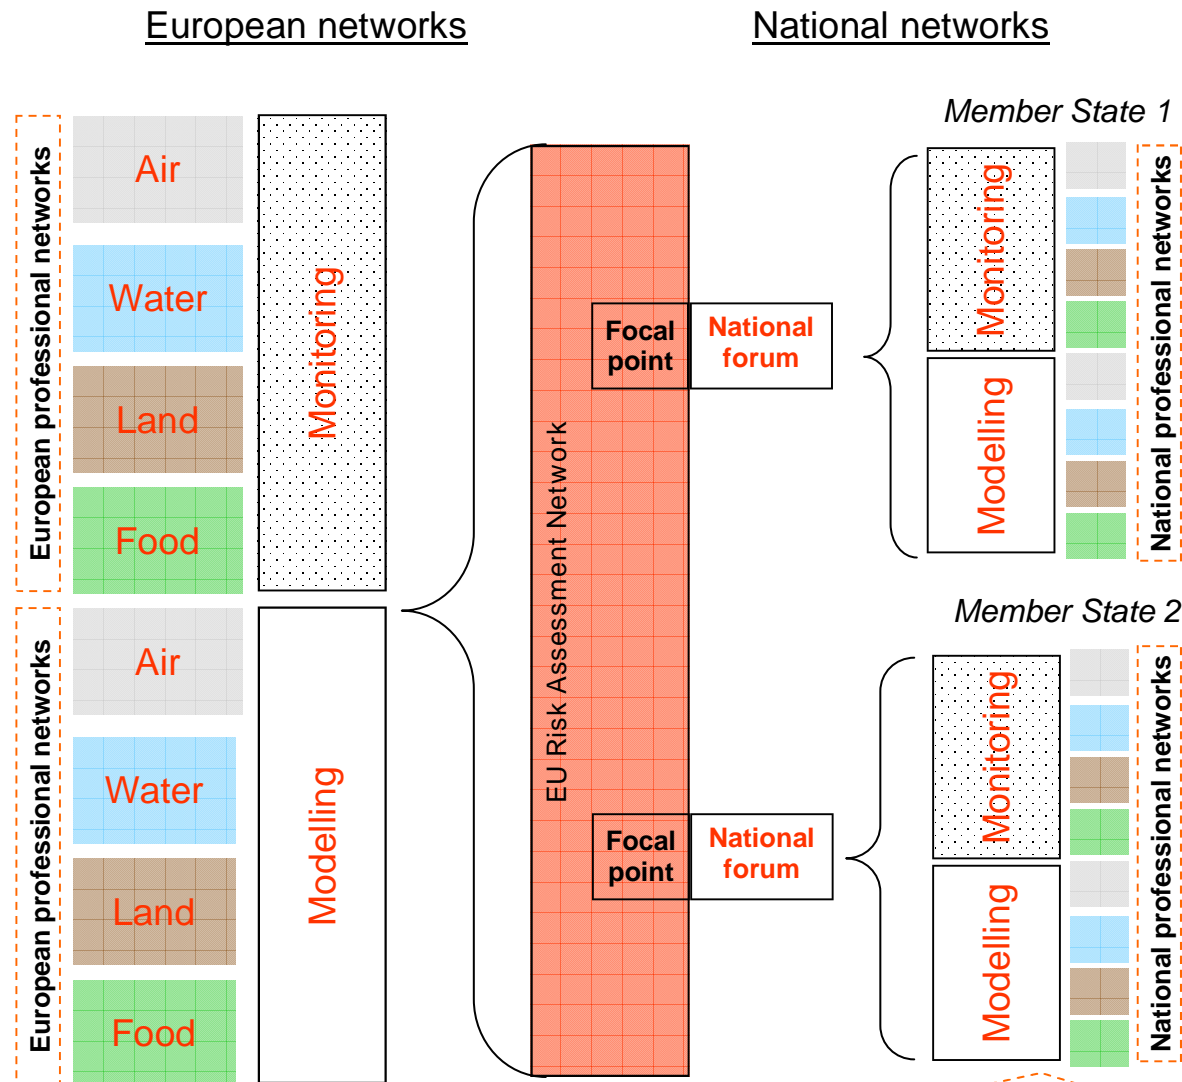 European networks
National networks
European professional networks
Air
Water
Land
Food
Monitoring
European professional networks
Air
Water
Land
Food
Modelling
EU Risk Assessment Network
Focal
point
National
forum
Focal
point
National
forum
Member State 1
Monitoring
Modelling
National professional networks
Member State 2
Monitoring
Modelling
National professional networks